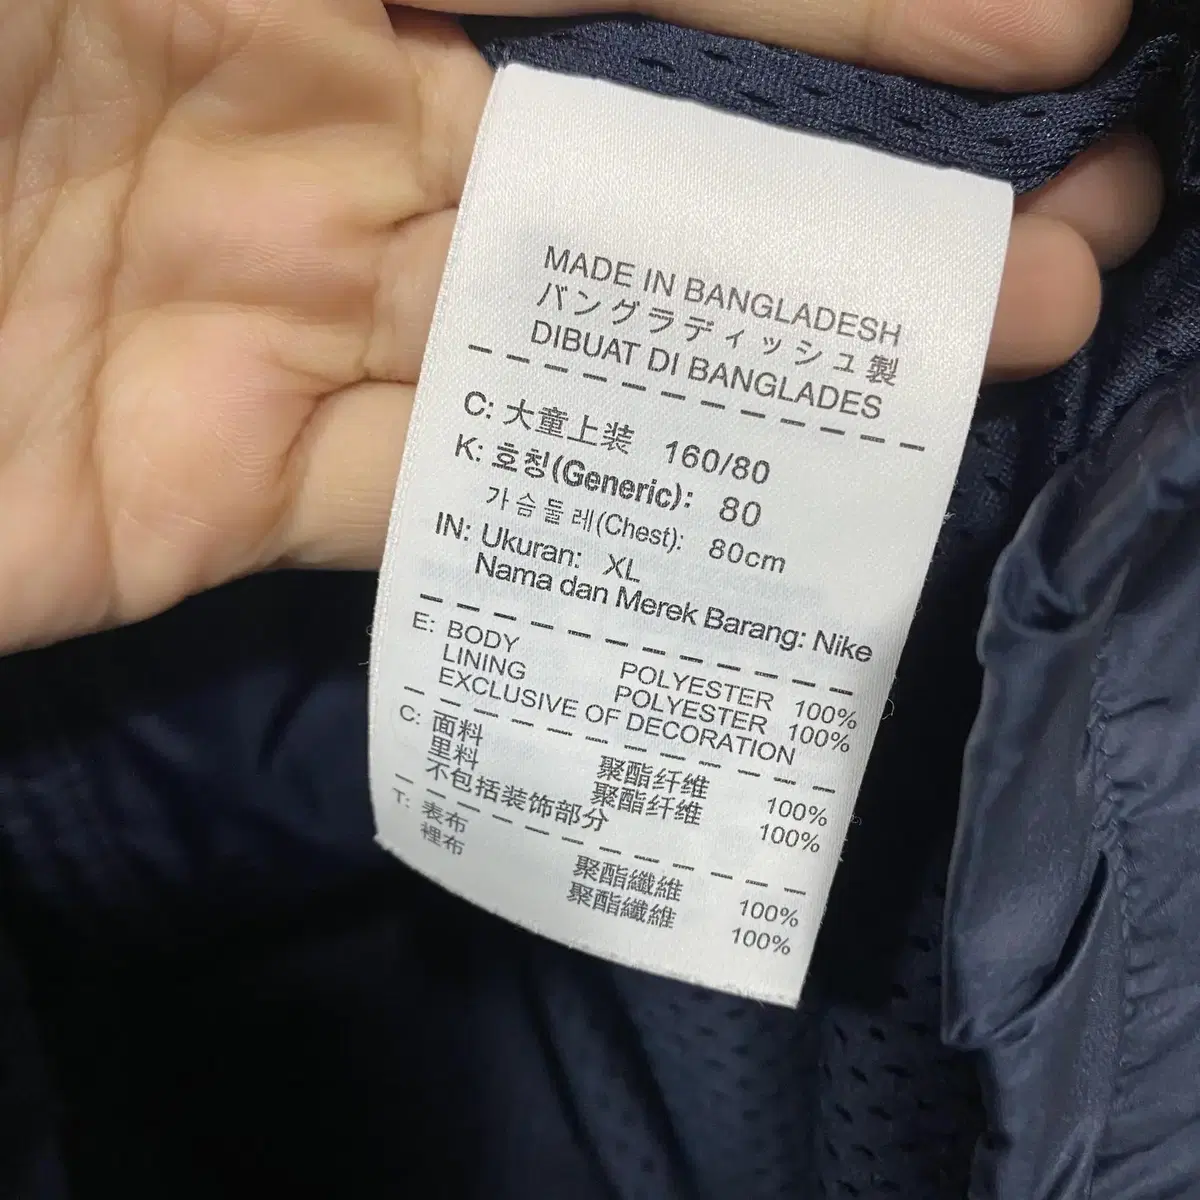 MADE IN BANGLADESH
バングラディッシュ製
DIBUAT DI BANGLADES
C: 大童上装 160/80
K: 호칭(Generic): 80
가슴둘레(Chest): 80cm
IN: Ukuran: XL
Nama dan Merek Barang: Nike
E: BODY POLYESTER 100%
LINING POLYESTER 100%
EXCLUSIVE OF DECORATION
C: 面料 聚酯纤维 100%
里料 聚酯纤维 100%
不包括装饰部分
T: 表布 聚酯纖維 100%
裡布 聚酯纖維 100%